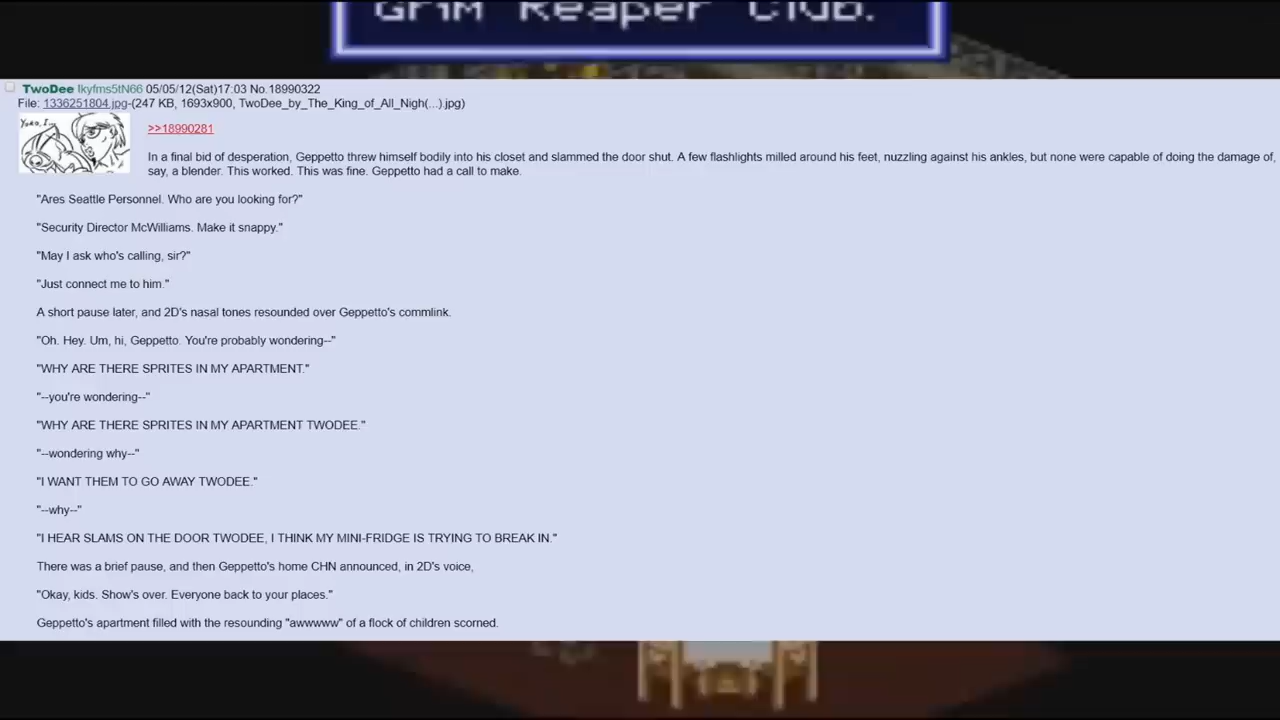 Grim Reaper Club.
TwoDee Ikyfms5tN66 05/05/12(Sat)17:03 No.18990322
File: 1336251804.jpg-(247 KB, 1693x900, TwoDee_by_The_King_of_All_Nigh(...).jpg)
Yoko, I...
>>18990281
In a final bid of desperation, Geppetto threw himself bodily into his closet and slammed the door shut. A few flashlights milled around his feet, nuzzling against his ankles, but none were capable of doing the damage of,
say, a blender. This worked. This was fine. Geppetto had a call to make.
"Ares Seattle Personnel. Who are you looking for?"
"Security Director McWilliams. Make it snappy."
"May I ask who's calling, sir?"
"Just connect me to him."
A short pause later, and 2D's nasal tones resounded over Geppetto's commlink.
"Oh. Hey. Um, hi, Geppetto. You're probably wondering--"
"WHY ARE THERE SPRITES IN MY APARTMENT."
"--you're wondering--"
"WHY ARE THERE SPRITES IN MY APARTMENT TWODEE."
"--wondering why--"
"I WANT THEM TO GO AWAY TWODEE."
"--why--"
"I HEAR SLAMS ON THE DOOR TWODEE, I THINK MY MINI-FRIDGE IS TRYING TO BREAK IN."
There was a brief pause, and then Geppetto's home CHN announced, in 2D's voice,
"Okay, kids. Show's over. Everyone back to your places."
Geppetto's apartment filled with the resounding "awwwww" of a flock of children scorned.